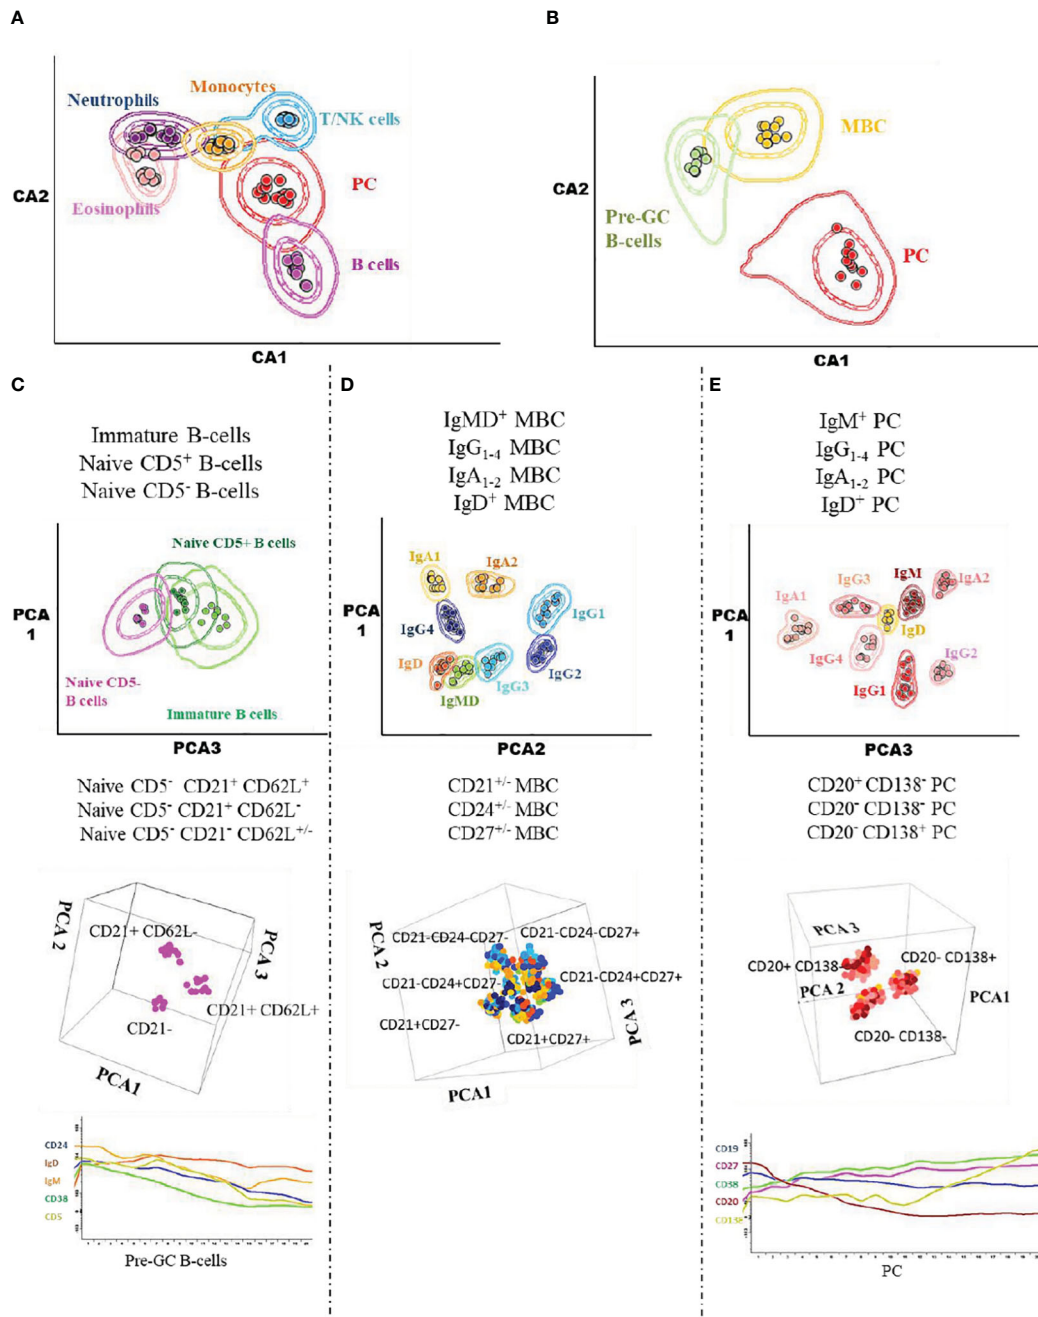 A
B
Neutrophils
Monocytes
T/NK cells
PC
Eosinophils
B cells
CA2
CA1
MBC
Pre-GC
B-cells
PC
CA2
CA1
C
Immature B-cells
Naive CD5+ B-cells
Naive CD5- B-cells
Naive CD5+ B cells
Naive CD5-
B cells
Immature B cells
PCA
1
PCA3
Naive CD5- CD21+ CD62L+
Naive CD5- CD21+ CD62L-
Naive CD5- CD21- CD62L+/-
PCA 2
CD21+ CD62L-
PCA 3
CD21+ CD62L+
CD21-
PCA1
CD24
IgD
IgM
CD38
CD5
Pre-GC B-cells
D
IgMD+ MBC
IgG1-4 MBC
IgA1-2 MBC
IgD+ MBC
IgA1
IgA2
IgG1
IgG4
IgD
IgMD
IgG3
IgG2
PCA
1
PCA2
CD21+/- MBC
CD24+/- MBC
CD27+/- MBC
PCA 2
CD21-CD24-CD27-
CD21-CD24-CD27+
CD21-CD24+CD27-
CD21-CD24+CD27+
CD21+CD27-
CD21+CD27+
PCA3
PCA1
E
IgM+ PC
IgG1-4 PC
IgA1-2 PC
IgD+ PC
IgA1
IgG3
IgM
IgA2
IgG4
IgD
IgG1
IgG2
PCA
1
PCA3
CD20+ CD138- PC
CD20- CD138- PC
CD20- CD138+ PC
PCA 3
CD20+ CD138-
CD20- CD138+
PCA 2
PCA1
CD20- CD138-
CD19
CD27
CD38
CD20
CD138
PC